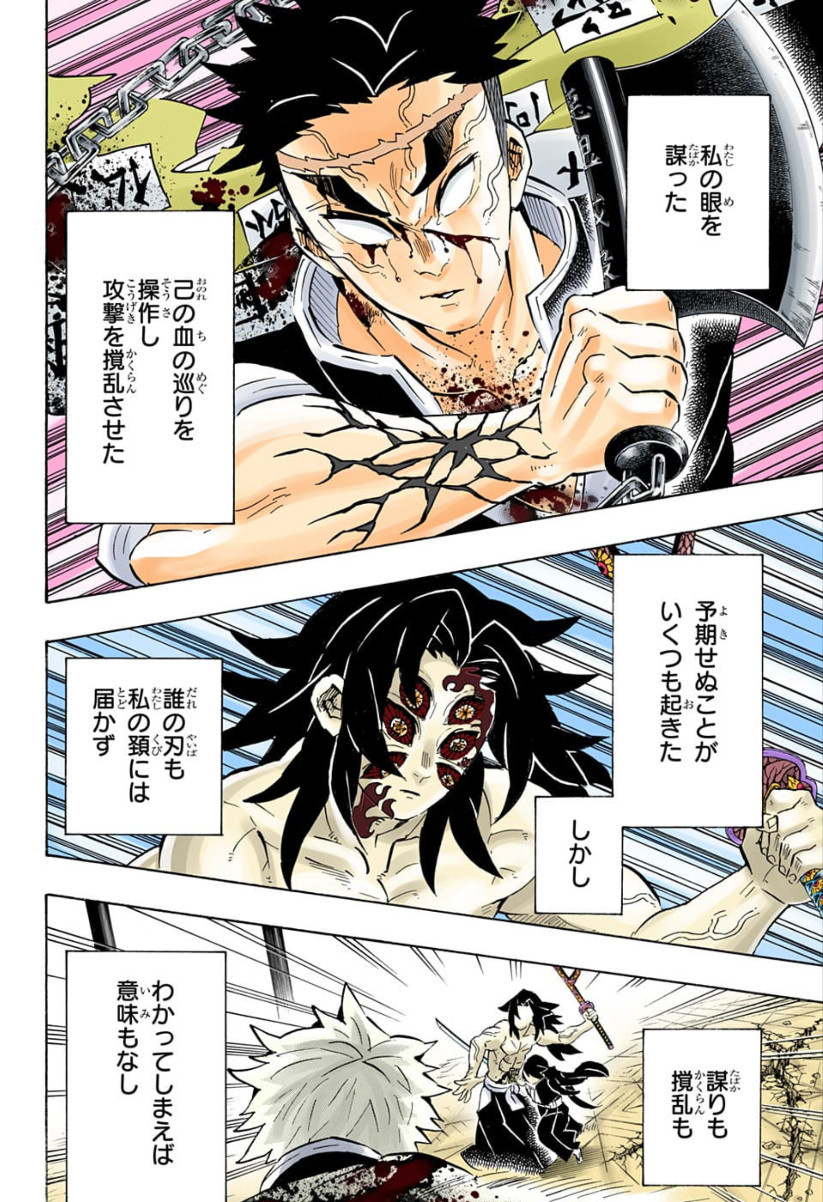 私の眼を
謀った
己の血の巡りを
操作し
攻撃を撹乱させた
予期せぬことが
いくつも起きた
しかし
誰の刃も
私の頚には
届かず
謀りも
撹乱も
わかってしまえば
意味もなし